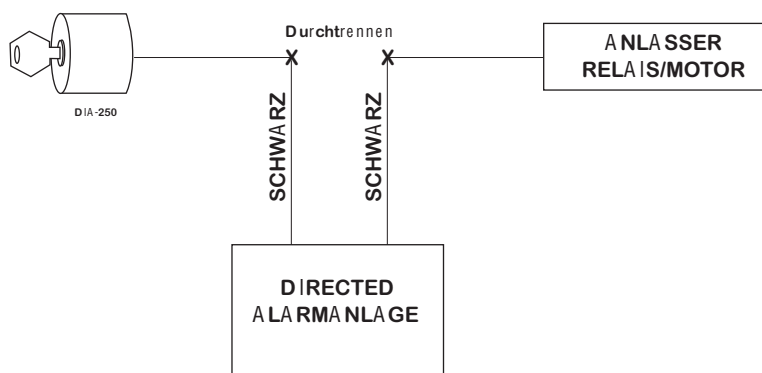 Durchtrennen
ANLASSER
RELAIS/MOTOR
DIA-250
SCHWARZ
SCHWARZ
DIRECTED
ALARMANLAGE